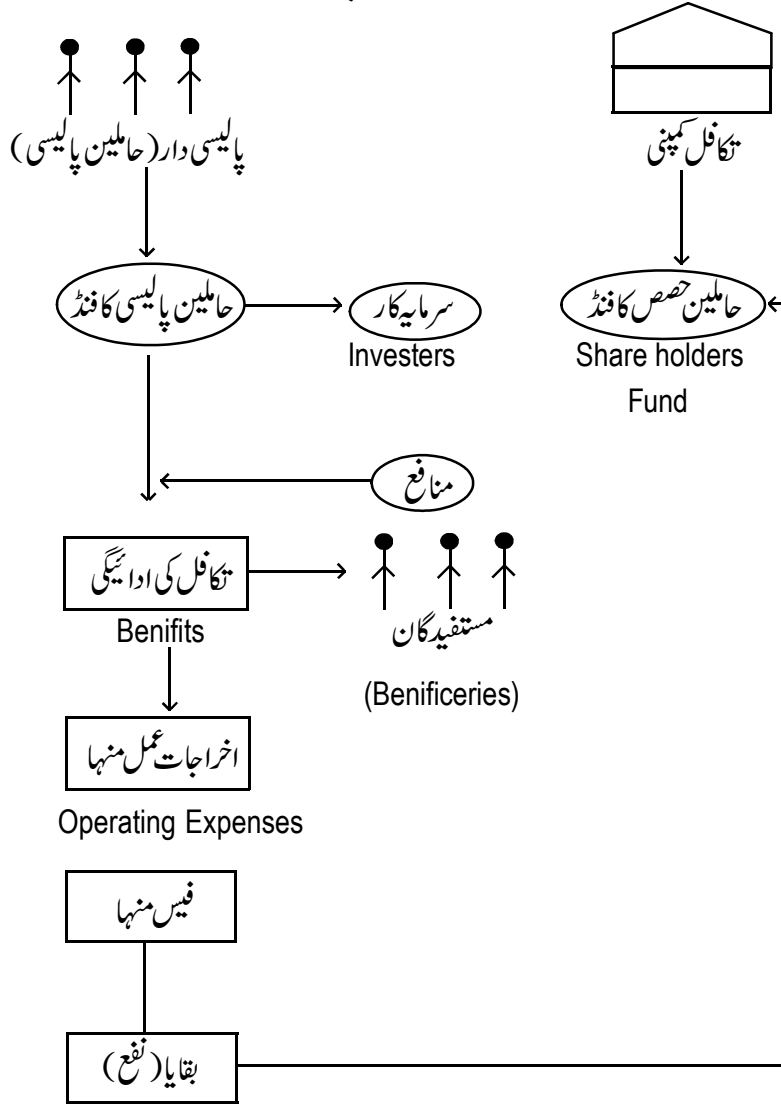 پالیسی دار (حاملین پالیسی)
تکافل کمپنی
حاملین پالیسی کا فنڈ
سرمایہ کار
Investers
حاملین حصص کا فنڈ
Share holders
Fund
منافع
تکافل کی ادائیگی
Benifits
مستفیدگان
(Benificeries)
اخراجات عمل منہا
Operating Expenses
فیس منہا
بقایا (نفع)